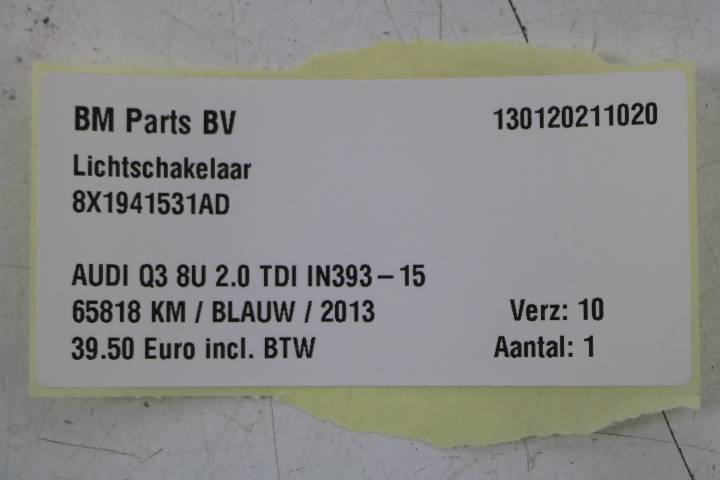 BM Parts BV 130120211020
Lichtschakelaar
8X1941531AD
AUDI Q3 8U 2.0 TDI IN393-15
65818 KM / BLAUW / 2013 Verz: 10
39.50 Euro incl. BTW Aantal: 1